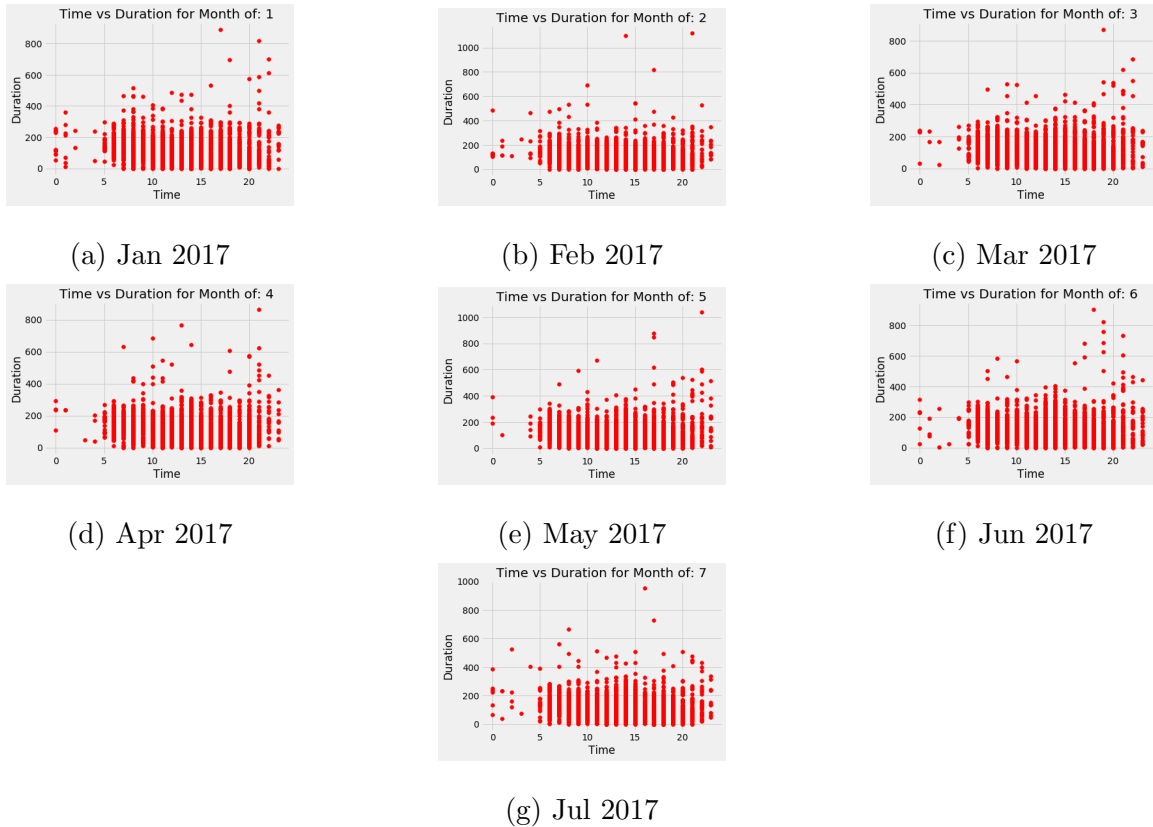 Time vs Duration for Month of: 1
800
600
400
200
0
Duration
0 5 10 15 20
Time
(a) Jan 2017
Time vs Duration for Month of: 2
1000
800
600
400
200
0
Duration
0 5 10 15 20
Time
(b) Feb 2017
Time vs Duration for Month of: 3
800
600
400
200
0
Duration
0 5 10 15 20
Time
(c) Mar 2017
Time vs Duration for Month of: 4
800
600
400
200
0
Duration
0 5 10 15 20
Time
(d) Apr 2017
Time vs Duration for Month of: 5
1000
800
600
400
200
0
Duration
0 5 10 15 20
Time
(e) May 2017
Time vs Duration for Month of: 6
800
600
400
200
0
Duration
0 5 10 15 20
Time
(f) Jun 2017
Time vs Duration for Month of: 7
1000
800
600
400
200
0
Duration
0 5 10 15 20
Time
(g) Jul 2017